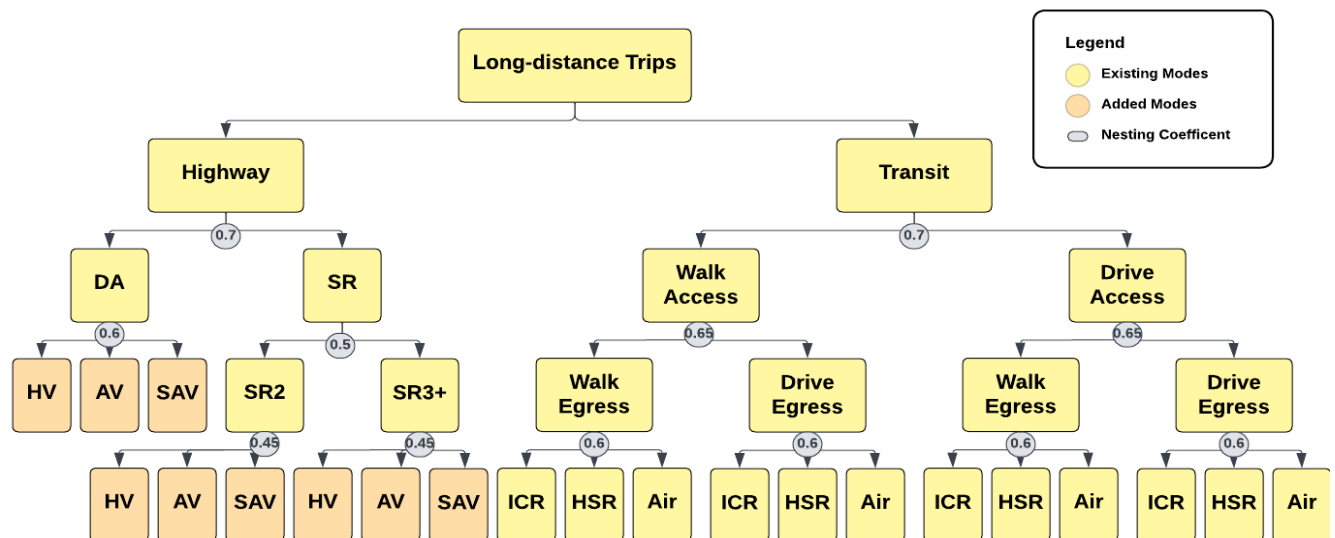 Long-distance Trips
Legend
Existing Modes
Added Modes
Nesting Coefficent
Highway
Transit
0.7
0.7
DA
SR
Walk
Access
Drive
Access
0.6
0.5
0.65
0.65
HV
AV
SAV
SR2
SR3+
Walk
Egress
Drive
Egress
Walk
Egress
Drive
Egress
0.45
0.45
0.6
0.6
0.6
0.6
HV
AV
SAV
HV
AV
SAV
ICR
HSR
Air
ICR
HSR
Air
ICR
HSR
Air
ICR
HSR
Air